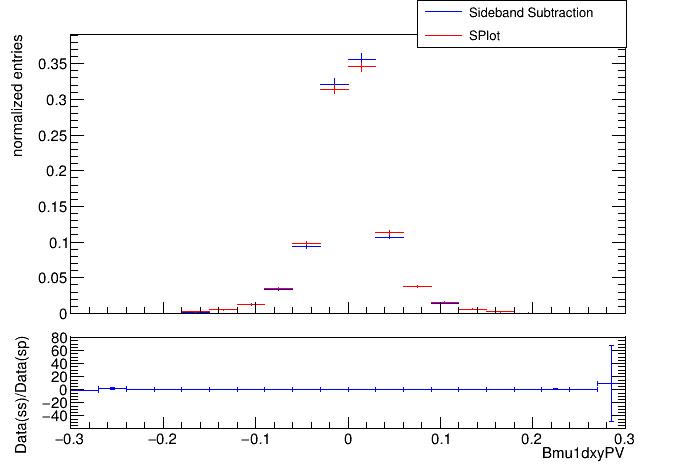 Sideband Subtraction
SPlot
normalized entries
0.35
0.3
0.25
0.2
0.15
0.1
0.05
0
Data(ss)/Data(sp)
80
60
40
20
0
−20
−40
−0.3 −0.2 −0.1 0 0.1 0.2 0.3
Bmu1dxyPV